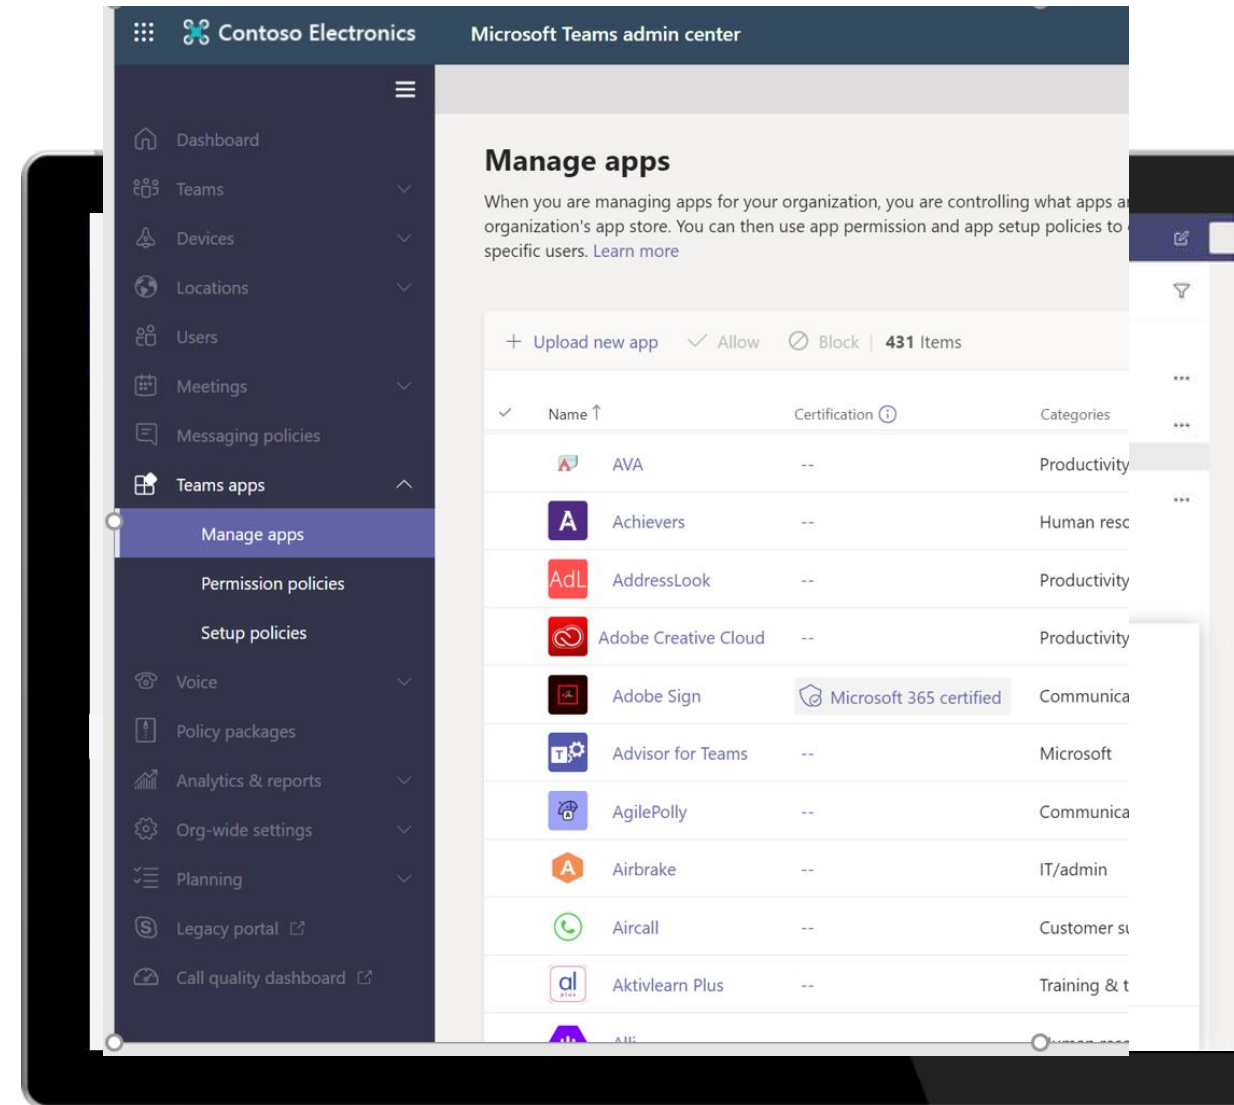 Contoso Electronics
Microsoft Teams admin center
Dashboard
Teams
Devices
Locations
Users
Meetings
Messaging policies
Teams apps
Manage apps
Permission policies
Setup policies
Voice
Policy packages
Analytics & reports
Org-wide settings
Planning
Legacy portal
Call quality dashboard
Manage apps
When you are managing apps for your organization, you are controlling what apps
organization's app store. You can then use app permission and app setup policies to
specific users. Learn more
+ Upload new app Allow Block | 431 Items
Name ↑ Certification Categories
AVA -- Productivity
Achievers -- Human reso
AdL AddressLook -- Productivity
Adobe Creative Cloud -- Productivity
Adobe Sign Microsoft 365 certified Communica
Advisor for Teams -- Microsoft
AgilePolly -- Communica
Airbrake -- IT/admin
Aircall -- Customer su
al plus Aktivlearn Plus -- Training & t